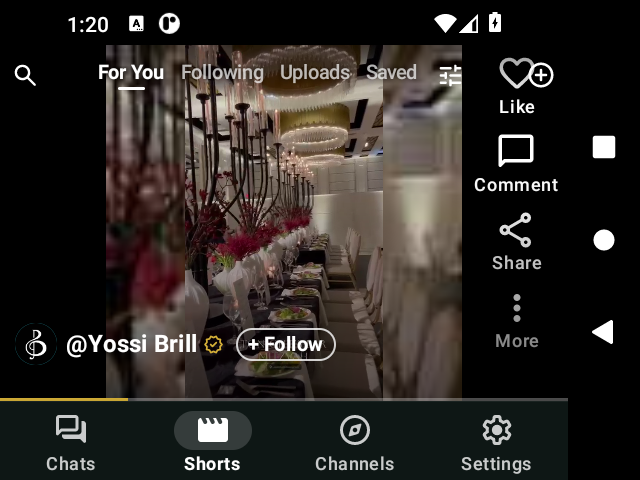 1:20
For You
Following
Uploads
Saved
Like
Comment
Share
More
@Yossi Brill
+ Follow
Chats
Shorts
Channels
Settings